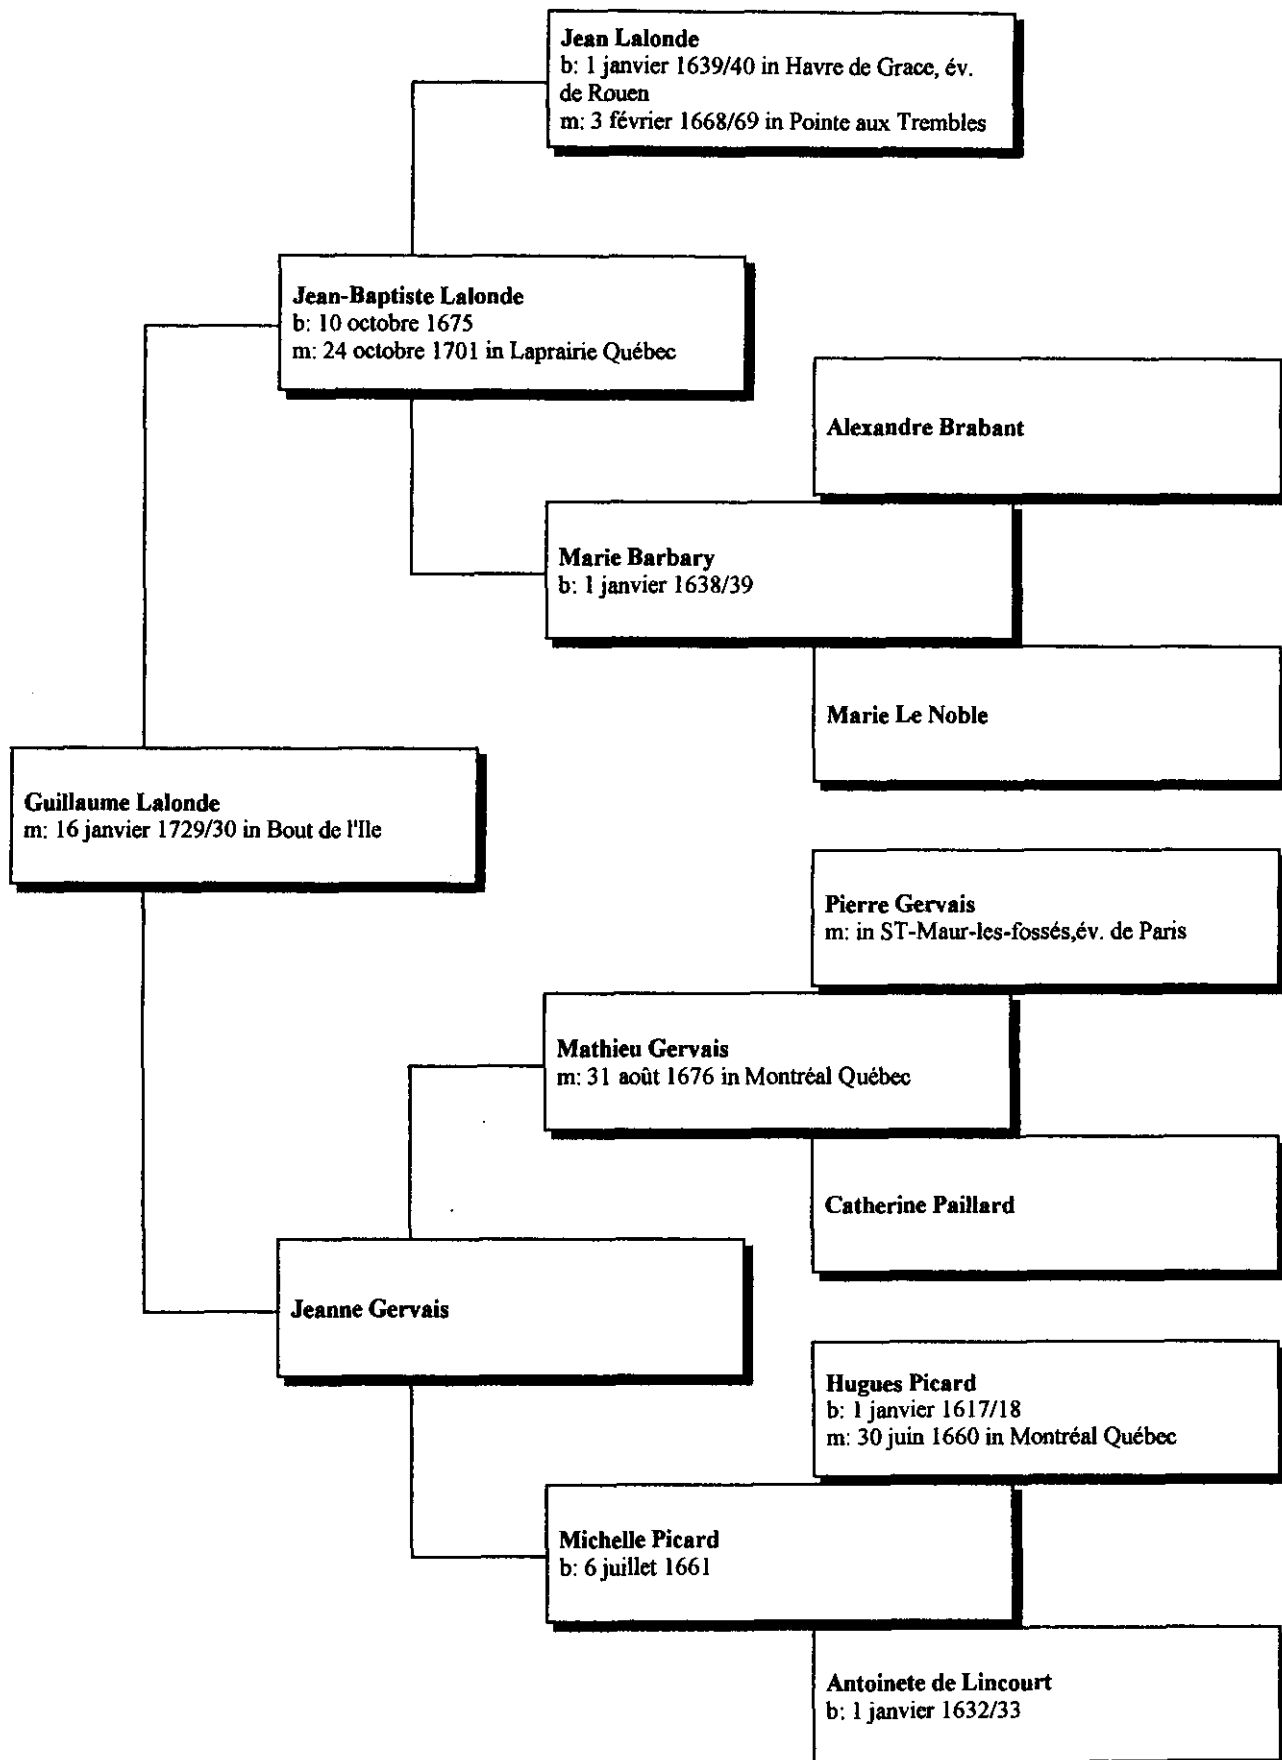 Jean Lalonde
b: 1 janvier 1639/40 in Havre de Grace, év.
de Rouen
m: 3 février 1668/69 in Pointe aux Trembles
Jean-Baptiste Lalonde
b: 10 octobre 1675
m: 24 octobre 1701 in Laprairie Québec
Alexandre Brabant
Marie Barbary
b: 1 janvier 1638/39
Marie Le Noble
Guillaume Lalonde
m: 16 janvier 1729/30 in Bout de l'Ile
Pierre Gervais
m: in ST-Maur-les-fossés,év. de Paris
Mathieu Gervais
m: 31 août 1676 in Montréal Québec
Catherine Paillard
Jeanne Gervais
Hugues Picard
b: 1 janvier 1617/18
m: 30 juin 1660 in Montréal Québec
Michelle Picard
b: 6 juillet 1661
Antoinete de Lincourt
b: 1 janvier 1632/33